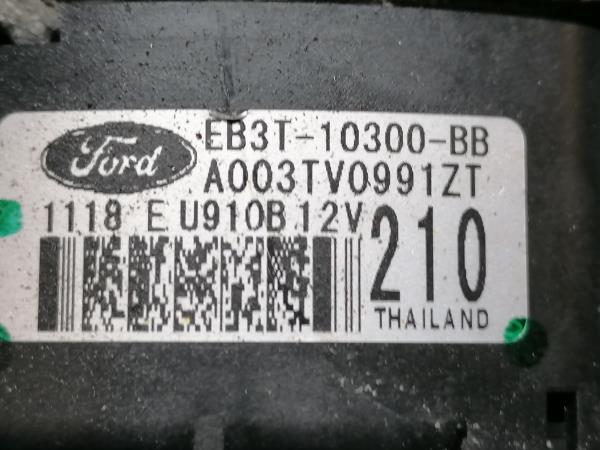 Ford
EB3T-10300-BB
A003TV0991ZT
1118 E U910B 12V
210
THAILAND